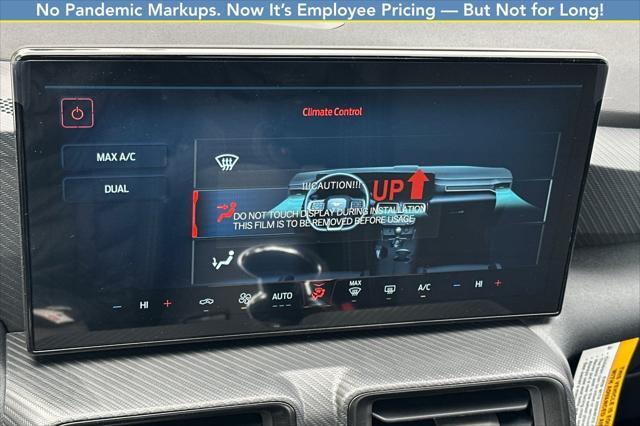 No Pandemic Markups. Now It's Employee Pricing — But Not for Long!
Climate Control
MAX A/C
DUAL
!!!CAUTION!!!
UP
DO NOT TOUCH DISPLAY DURING INSTALLATION
THIS FILM IS TO BE REMOVED BEFORE USAGE
− HI +
AUTO
MAX
A/C
− HI +